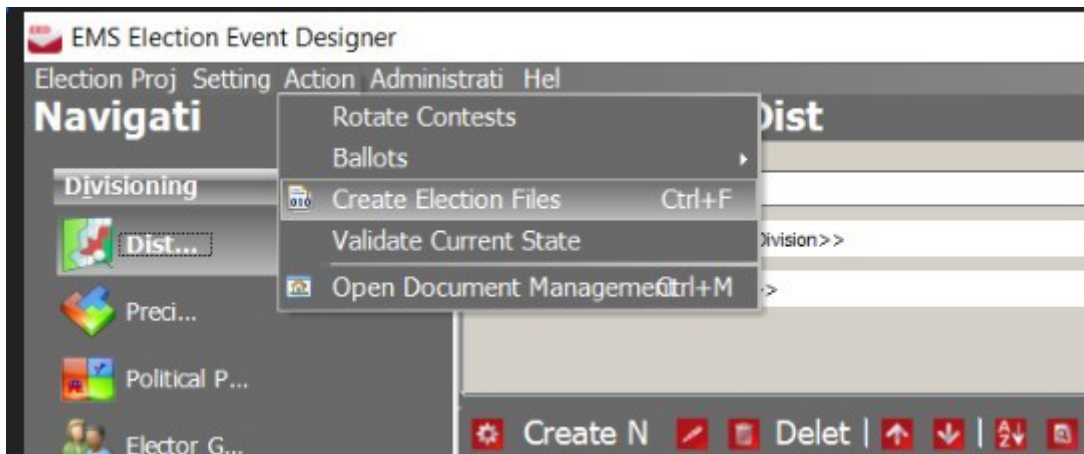 EMS Election Event Designer
Election Proj Setting Action Administrati Hel
Navigati
Dist
Rotate Contests
Ballots
Divisioning
Create Election Files Ctrl+F
Dist...
Validate Current State
Division>>
Open Document Management Ctrl+M
>
Preci...
Political P...
Create N Delet
Elector G...